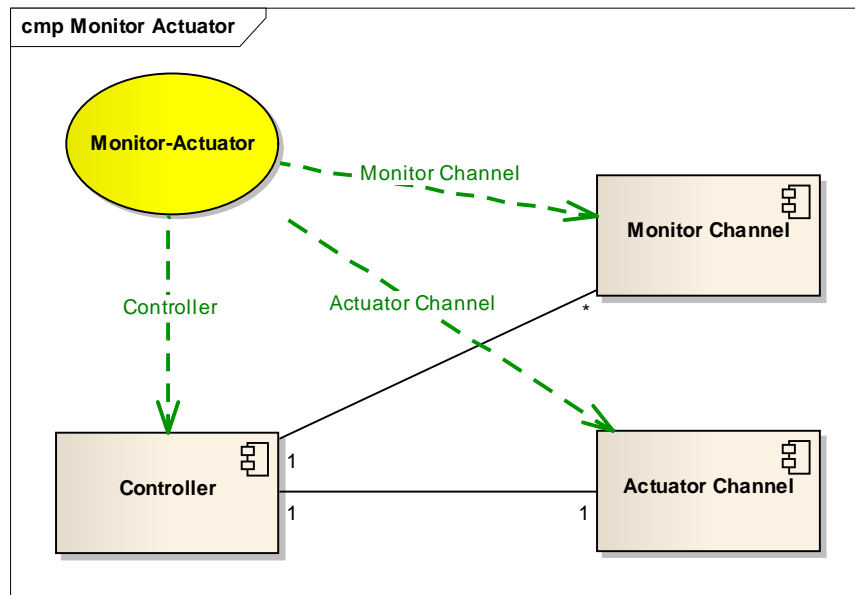 cmp Monitor Actuator
Monitor-Actuator
Monitor Channel
Monitor Channel
Controller
Actuator Channel
*
Controller
1
Actuator Channel
1
1